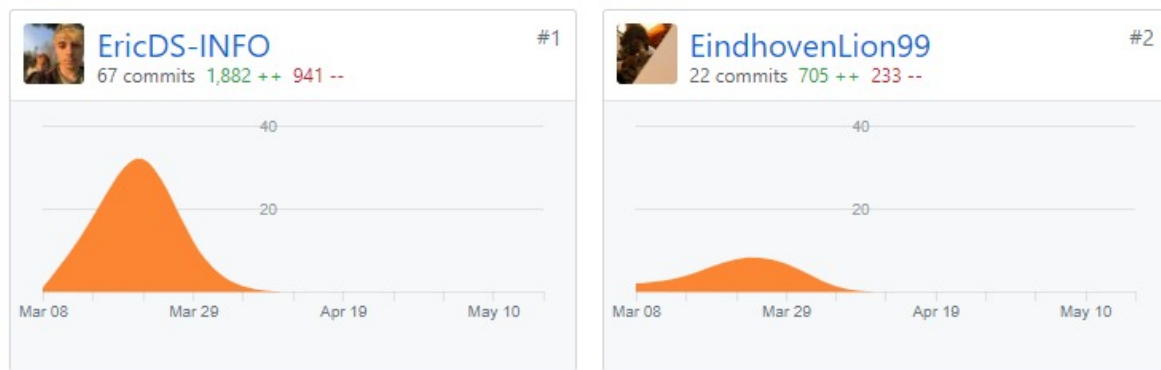 EricDS-INFO #1
67 commits 1,882 ++ 941 --
40
20
Mar 08 Mar 29 Apr 19 May 10
EindhovenLion99 #2
22 commits 705 ++ 233 --
40
20
Mar 08 Mar 29 Apr 19 May 10